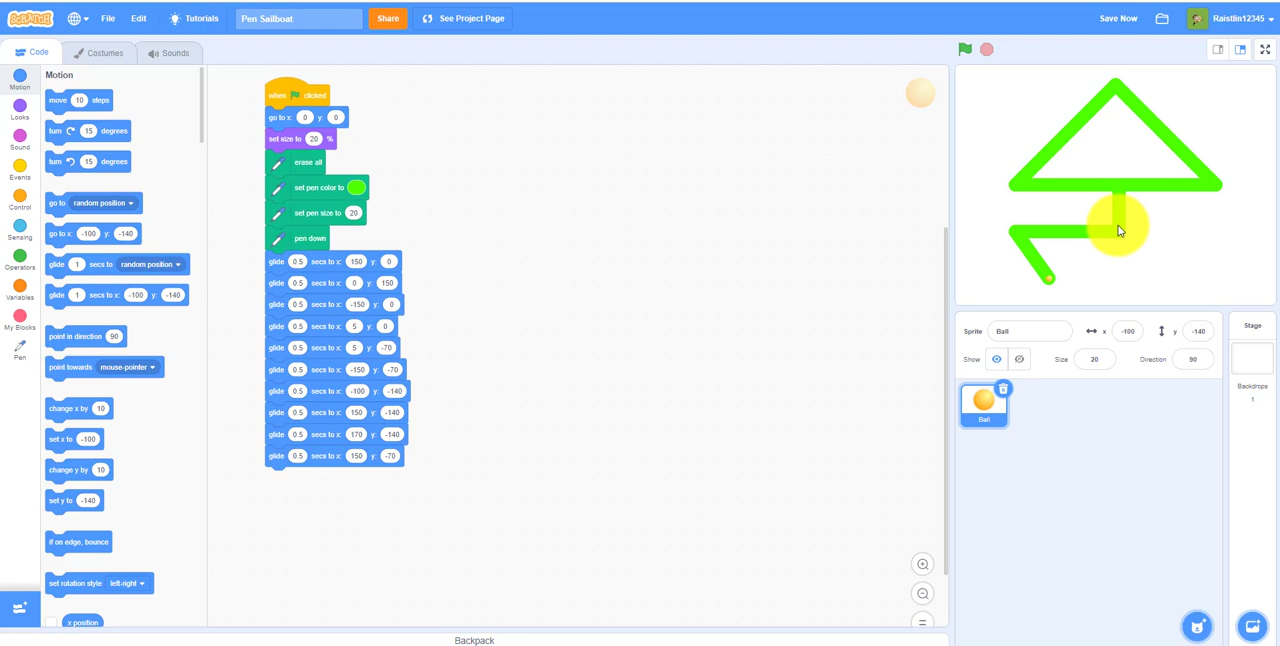 SCRATCH File Edit Tutorials Pen Sailboat Share See Project Page Save Now Raistlin12345
Code Costumes Sounds
Motion
Looks
Sound
Events
Control
Sensing
Operators
Variables
My Blocks
Pen
Motion
move 10 steps
turn 15 degrees
turn 15 degrees
go to random position
go to x: -100 y: -140
glide 1 secs to random position
glide 1 secs to x: -100 y: -140
point in direction 90
point towards mouse-pointer
change x by 10
set x to -100
change y by 10
set y to -140
if on edge, bounce
set rotation style left-right
x position
when clicked
go to x: 0 y: 0
set size to 20 %
erase all
set pen color to
set pen size to 20
pen down
glide 0.5 secs to x: 150 y: 0
glide 0.5 secs to x: 0 y: 150
glide 0.5 secs to x: -150 y: 0
glide 0.5 secs to x: 5 y: 0
glide 0.5 secs to x: 5 y: -70
glide 0.5 secs to x: -150 y: -70
glide 0.5 secs to x: -100 y: -140
glide 0.5 secs to x: 150 y: -140
glide 0.5 secs to x: 170 y: -140
glide 0.5 secs to x: 150 y: -70
Sprite Ball x -100 y -140
Show Size 20 Direction 90
Ball
Stage
Backdrops
1
Backpack